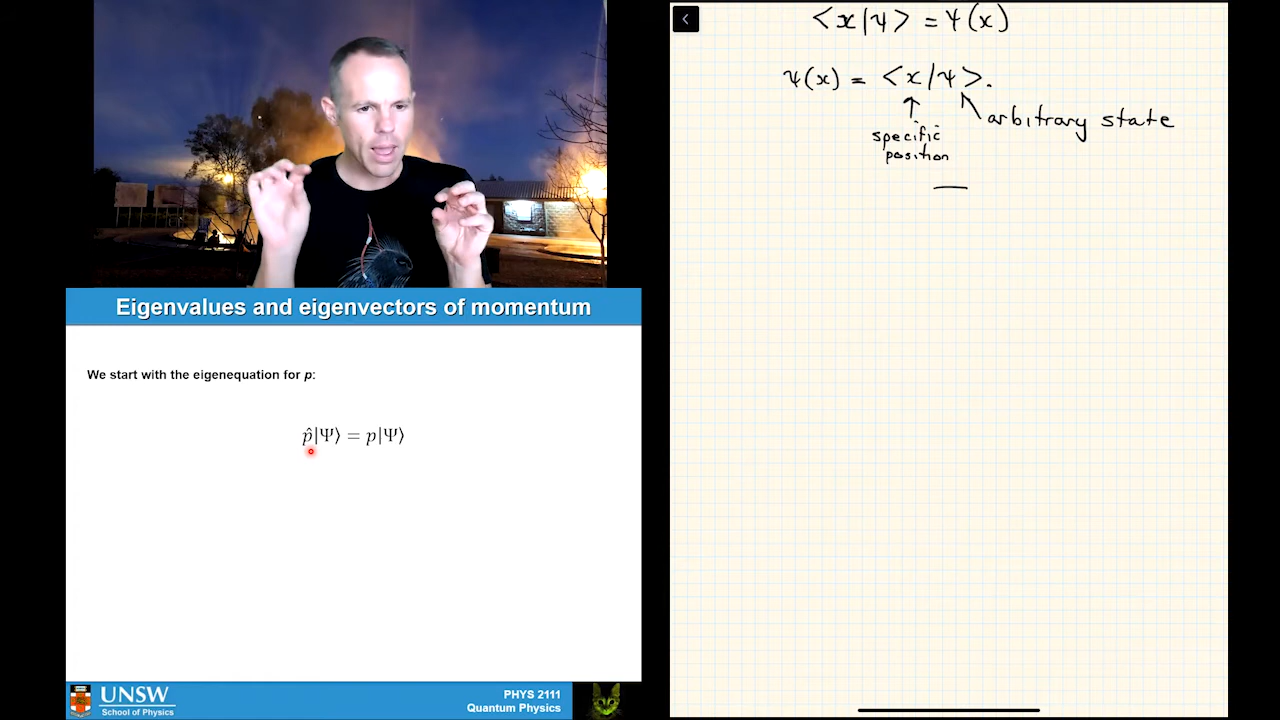 Eigenvalues and eigenvectors of momentum
We start with the eigenequation for p:
p̂|Ψ⟩ = p|Ψ⟩
UNSW
School of Physics
PHYS 2111
Quantum Physics
<x|Ψ> = Ψ(x)
Ψ(x) = <x|Ψ>.
arbitrary state
specific
position